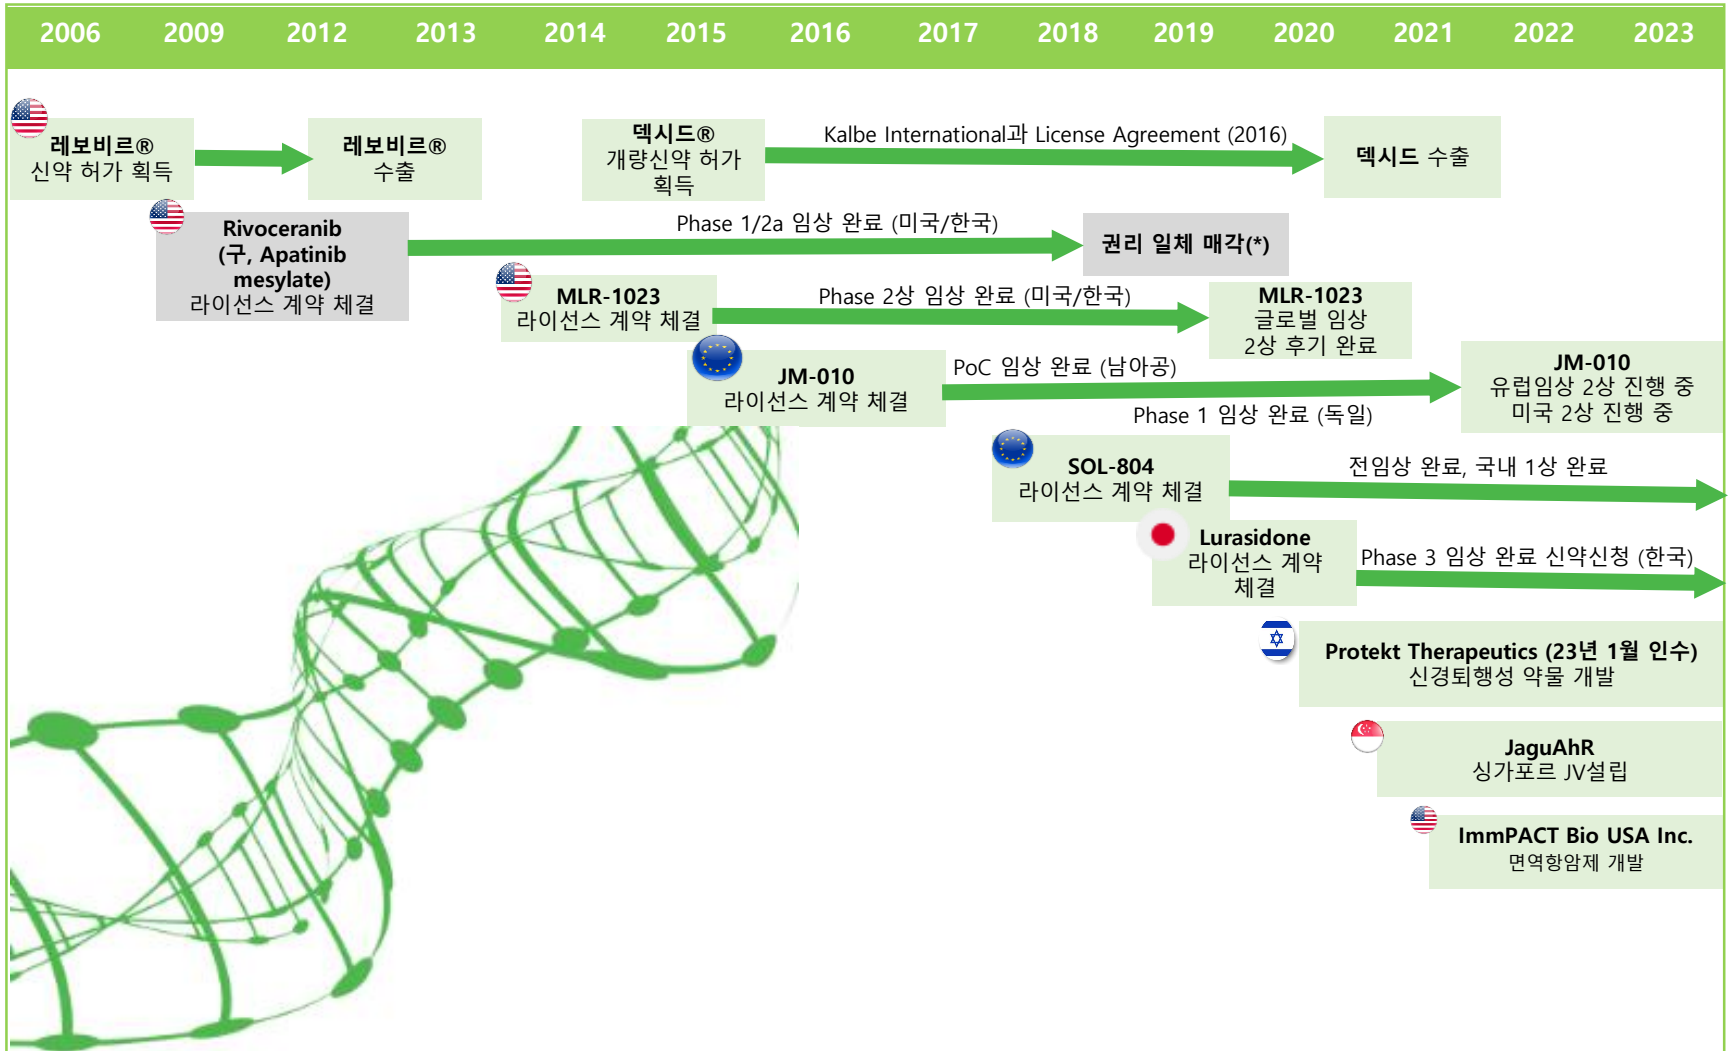 2006 2009 2012 2013 2014 2015 2016 2017 2018 2019 2020 2021 2022 2023
레보비르®
신약 허가 획득
레보비르®
수출
덱시드®
개량신약 허가
획득
Kalbe International과 License Agreement (2016)
덱시드 수출
Rivoceranib
(구, Apatinib
mesylate)
라이선스 계약 체결
Phase 1/2a 임상 완료 (미국/한국)
권리 일체 매각(*)
MLR-1023
라이선스 계약 체결
Phase 2상 임상 완료 (미국/한국)
MLR-1023
글로벌 임상
2상 후기 완료
JM-010
라이선스 계약 체결
PoC 임상 완료 (남아공)
Phase 1 임상 완료 (독일)
JM-010
유럽임상 2상 진행 중
미국 2상 진행 중
SOL-804
라이선스 계약 체결
전임상 완료, 국내 1상 완료
Lurasidone
라이선스 계약
체결
Phase 3 임상 완료 신약신청 (한국)
Protekt Therapeutics (23년 1월 인수)
신경퇴행성 약물 개발
JaguAhR
싱가포르 JV설립
ImmPACT Bio USA Inc.
면역항암제 개발